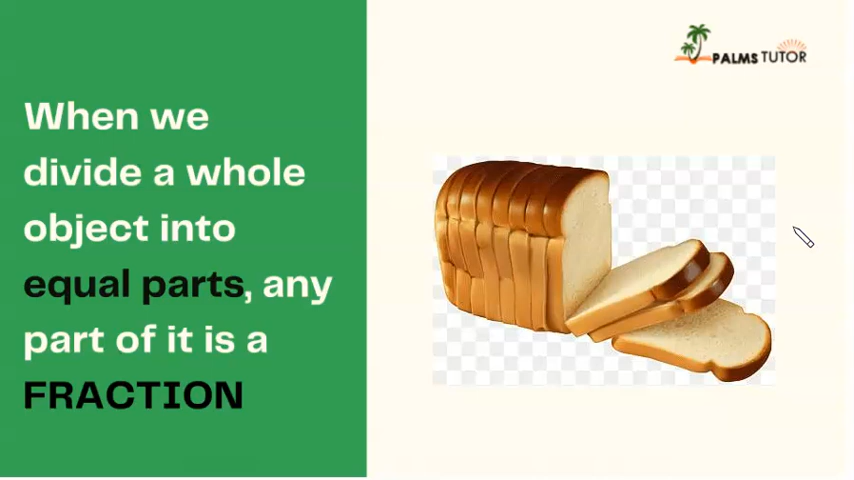 PALMS TUTOR
When we
divide a whole
object into
equal parts, any
part of it is a
FRACTION